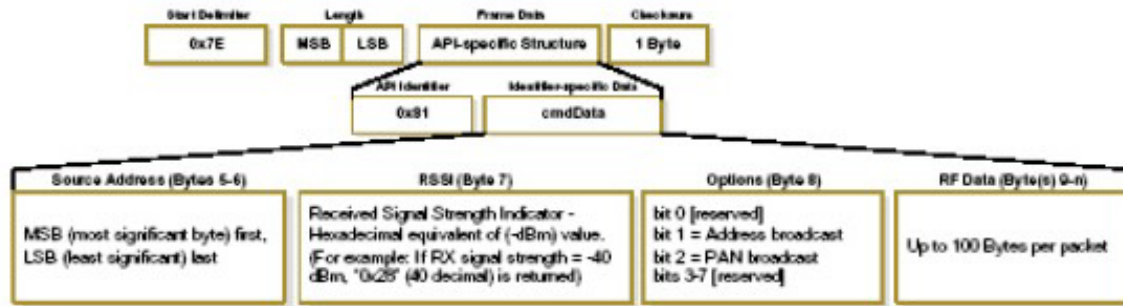 Start Delimiter Length Frame Data Checksum
0x7E MSB LSB API-specific Structure 1 Byte
API Identifier Identifier-specific Data
0x81 cmdData
Source Address (Bytes 5-6)
MSB (most significant byte) first,
LSB (least significant) last
RSSI (Byte 7)
Received Signal Strength Indicator -
Hexadecimal equivalent of (-dBm) value.
(For example: If RX signal strength = -40
dBm, "0x28" (40 decimal) is returned)
Options (Byte 8)
bit 0 [reserved]
bit 1 = Address broadcast
bit 2 = PAN broadcast
bits 3-7 [reserved]
RF Data (Byte(s) 9-n)
Up to 100 Bytes per packet